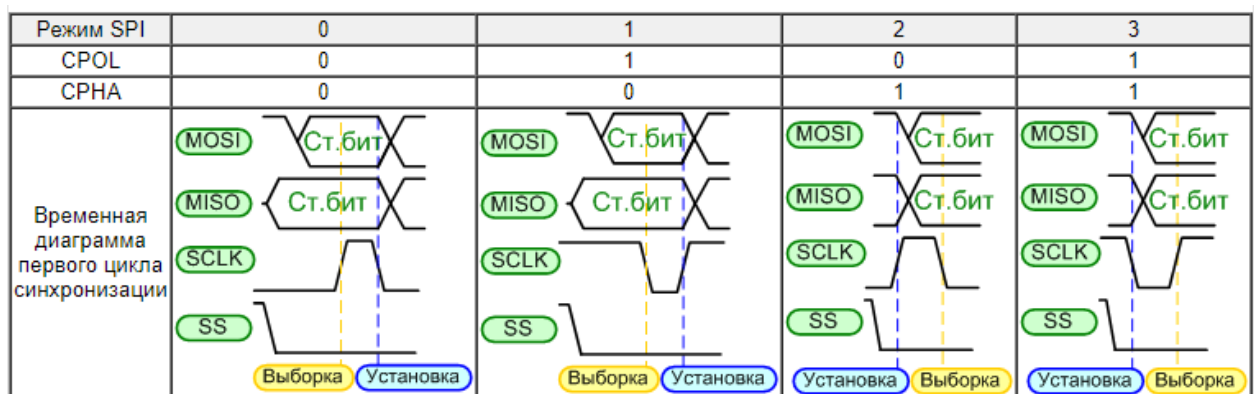 Режим SPI 0 1 2 3
CPOL 0 1 0 1
CPHA 0 0 1 1
Временная
диаграмма
первого цикла
синхронизации
MOSI Ст.бит
MISO Ст.бит
SCLK
SS
Выборка Установка
MOSI Ст.бит
MISO Ст.бит
SCLK
SS
Выборка Установка
MOSI Ст.бит
MISO Ст.бит
SCLK
SS
Установка Выборка
MOSI Ст.бит
MISO Ст.бит
SCLK
SS
Установка Выборка